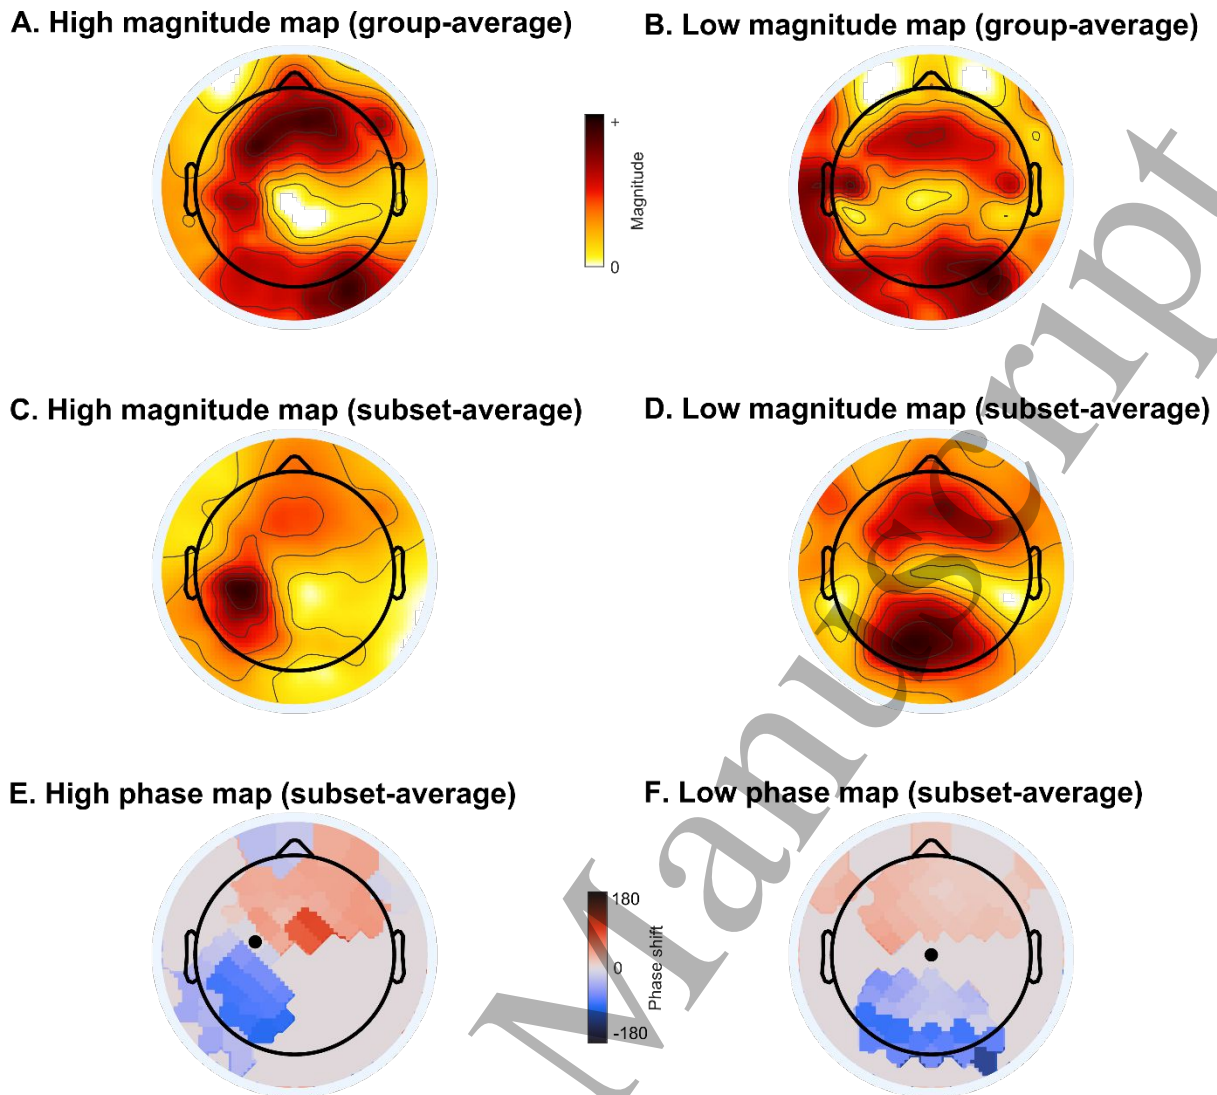 A. High magnitude map (group-average)
B. Low magnitude map (group-average)
+
Magnitude
0
C. High magnitude map (subset-average)
D. Low magnitude map (subset-average)
E. High phase map (subset-average)
F. Low phase map (subset-average)
180
0
Phase shift
-180
Manuscript